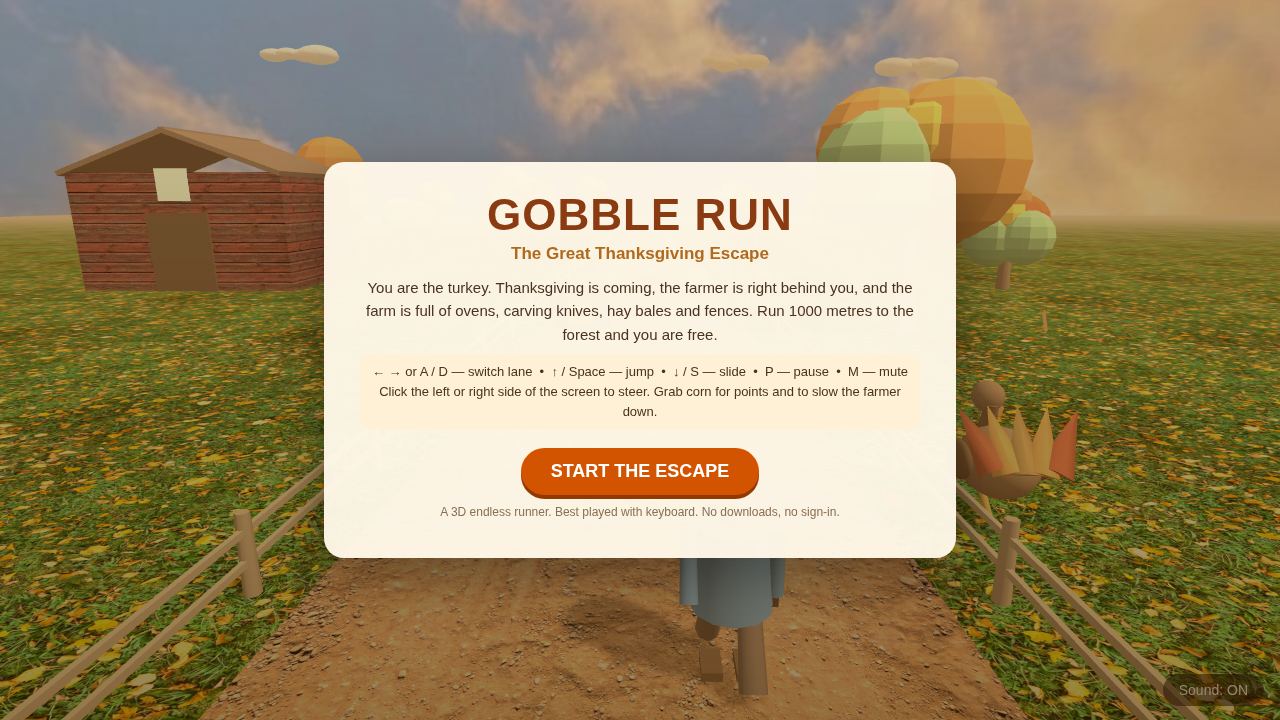 GOBBLE RUN
The Great Thanksgiving Escape
You are the turkey. Thanksgiving is coming, the farmer is right behind you, and the
farm is full of ovens, carving knives, hay bales and fences. Run 1000 metres to the
forest and you are free.
← → or A / D — switch lane • ↑ / Space — jump • ↓ / S — slide • P — pause • M — mute
Click the left or right side of the screen to steer. Grab corn for points and to slow the farmer
down.
START THE ESCAPE
A 3D endless runner. Best played with keyboard. No downloads, no sign-in.
Sound: ON